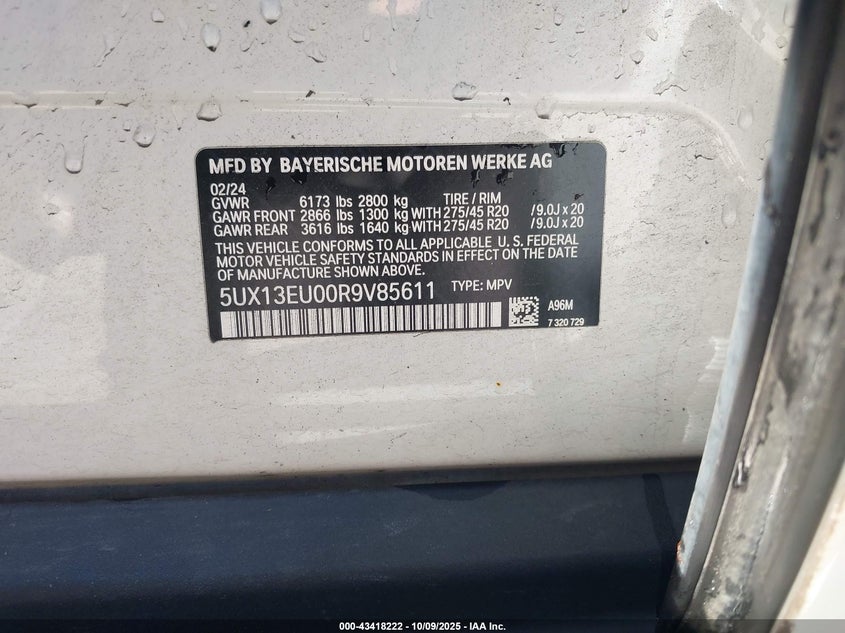 MFD BY BAYERISCHE MOTOREN WERKE AG
02/24
GVWR 6173 lbs 2800 kg TIRE / RIM
GAWR FRONT 2866 lbs 1300 kg WITH 275/45 R20 / 9.0J x 20
GAWR REAR 3616 lbs 1640 kg WITH 275/45 R20 / 9.0J x 20
THIS VEHICLE CONFORMS TO ALL APPLICABLE U. S. FEDERAL
MOTOR VEHICLE SAFETY STANDARDS IN EFFECT ON THE DATE
OF MANUFACTURE SHOWN ABOVE.
5UX13EU00R9V85611 TYPE: MPV
A96M
7 320 729
000-43418222 - 10/09/2025 - IAA Inc.